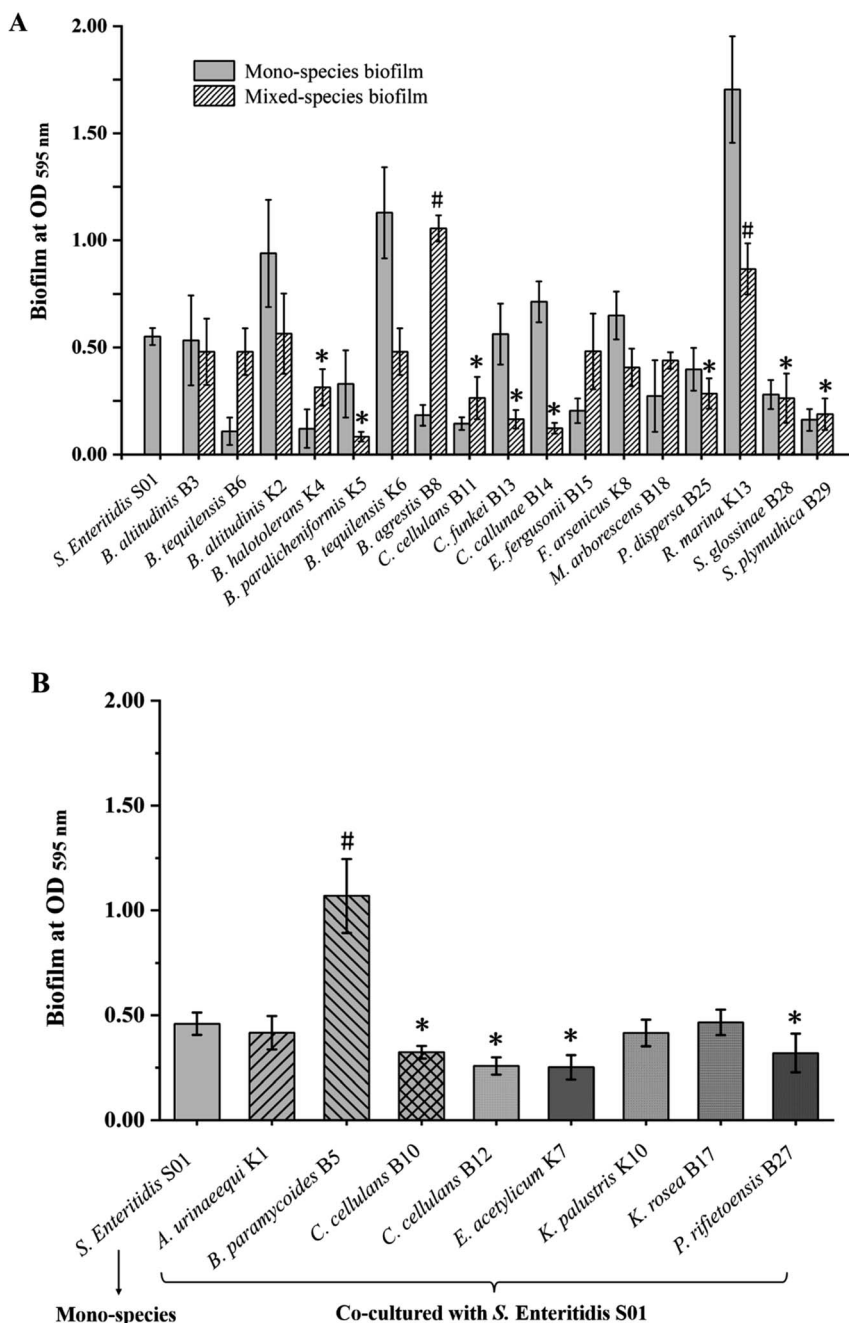 A
2.00
1.50
1.00
0.50
0.00
Biofilm at OD 595 nm
Mono-species biofilm
Mixed-species biofilm
*
*
#
*
*
*
*
#
*
*
S. Enteritidis S01
B. altitudinis B3
B. tequilensis B6
B. altitudinis K2
B. halotolerans K4
B. paralicheniformis K5
B. tequilensis K6
B. agrestis B8
C. cellulans B11
C. funkei B13
C. callunae B14
E. fergusonii B15
F. arsenicus K8
M. arborescens B18
P. dispersa B25
R. marina K13
S. glossinae B28
S. plymuthica B29
B
2.00
1.50
1.00
0.50
0.00
Biofilm at OD 595 nm
#
*
*
*
*
S. Enteritidis S01
A. urinaeequi K1
B. paramycoides B5
C. cellulans B10
C. cellulans B12
E. acetylicum K7
K. palustris K10
K. rosea B17
P. rifietoensis B27
Mono-species
Co-cultured with S. Enteritidis S01